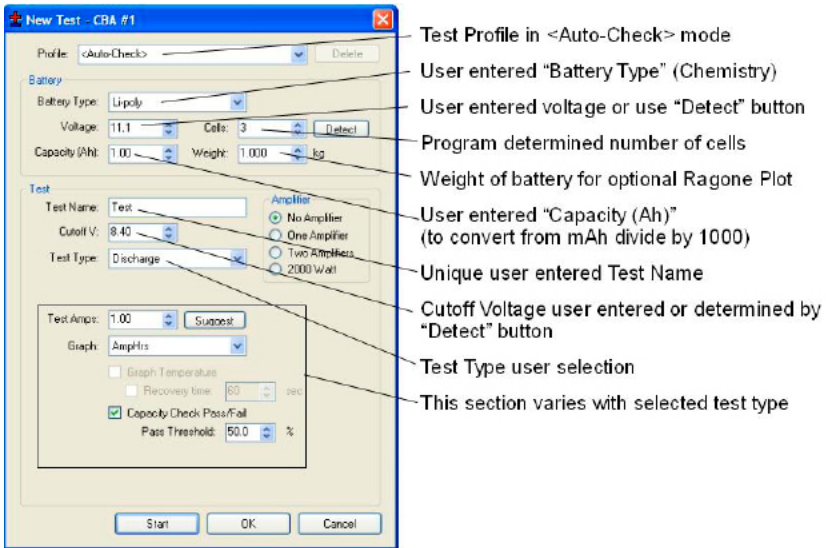 New Test - CBA #1
Profile: <Auto-Check> Delete
Battery
Battery Type: Li-poly
Voltage: 11.1 Cells: 3 Detect
Capacity (Ah): 1.00 Weight: 1.000 kg
Test
Test Name: Test
Cutoff V: 8.40
Test Type: Discharge
Amplifier
No Amplifier
One Amplifier
Two Amplifiers
2000 Watt
Test Amps: 1.00 Suggest
Graph: AmpHrs
Graph Temperature
Recovery time: 60 sec
Capacity Check Pass/Fail
Pass Threshold: 50.0 %
Start OK Cancel
Test Profile in <Auto-Check> mode
User entered “Battery Type” (Chemistry)
User entered voltage or use “Detect” button
Program determined number of cells
Weight of battery for optional Ragone Plot
User entered “Capacity (Ah)”
(to convert from mAh divide by 1000)
Unique user entered Test Name
Cutoff Voltage user entered or determined by
“Detect” button
Test Type user selection
This section varies with selected test type